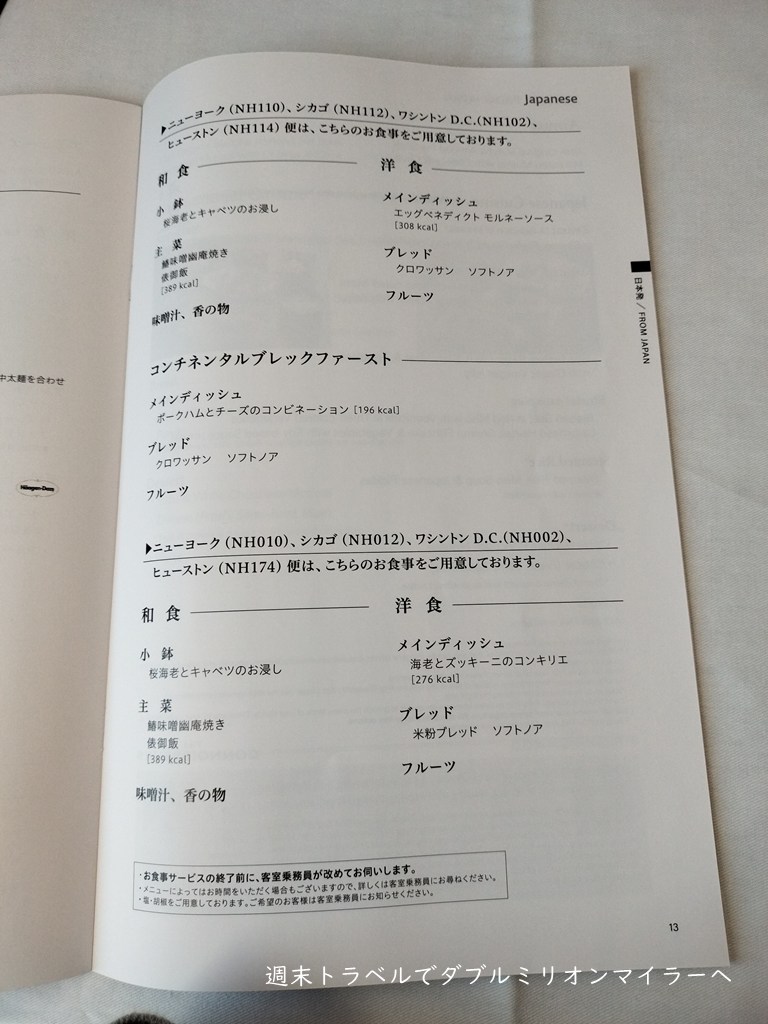 Japanese
▶ニューヨーク（NH110）、シカゴ（NH112）、ワシントン D.C.（NH102）、
ヒューストン（NH114）便は、こちらのお食事をご用意しております。
和 食
小 鉢
桜海老とキャベツのお浸し
主 菜
鰆味噌幽庵焼き
俵御飯
[389 kcal]
味噌汁、香の物
洋 食
メインディッシュ
エッグベネディクト モルネーソース
[308 kcal]
ブレッド
クロワッサン ソフトノア
フルーツ
コンチネンタルブレックファースト
メインディッシュ
ポークハムとチーズのコンビネーション [196 kcal]
ブレッド
クロワッサン ソフトノア
フルーツ
▶ニューヨーク（NH010）、シカゴ（NH012）、ワシントン D.C.（NH002）、
ヒューストン（NH174）便は、こちらのお食事をご用意しております。
和 食
小 鉢
桜海老とキャベツのお浸し
主 菜
鰆味噌幽庵焼き
俵御飯
[389 kcal]
味噌汁、香の物
洋 食
メインディッシュ
海老とズッキーニのコンキリエ
[276 kcal]
ブレッド
米粉ブレッド ソフトノア
フルーツ
・お食事サービスの終了前に、客室乗務員が改めてお伺いします。
・メニューによってはお時間をいただく場合もございますので、詳しくは客室乗務員にお尋ねください。
・塩・胡椒をご用意しております。ご希望のお客様は客室乗務員にお知らせください。
日本発／FROM JAPAN
13
中太麺を合わせ
Häagen-Dazs
週末トラベルでダブルミリオンマイラーへ